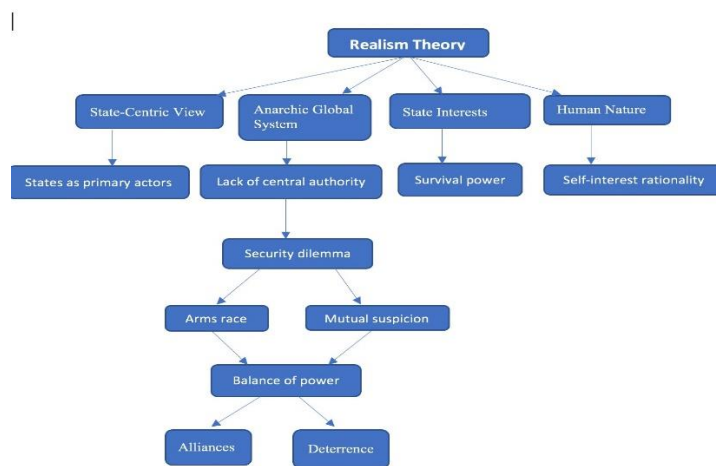 Realism Theory
State-Centric View
Anarchic Global
System
State Interests
Human Nature
States as primary actors
Lack of central authority
Survival power
Self-interest rationality
Security dilemma
Arms race
Mutual suspicion
Balance of power
Alliances
Deterrence